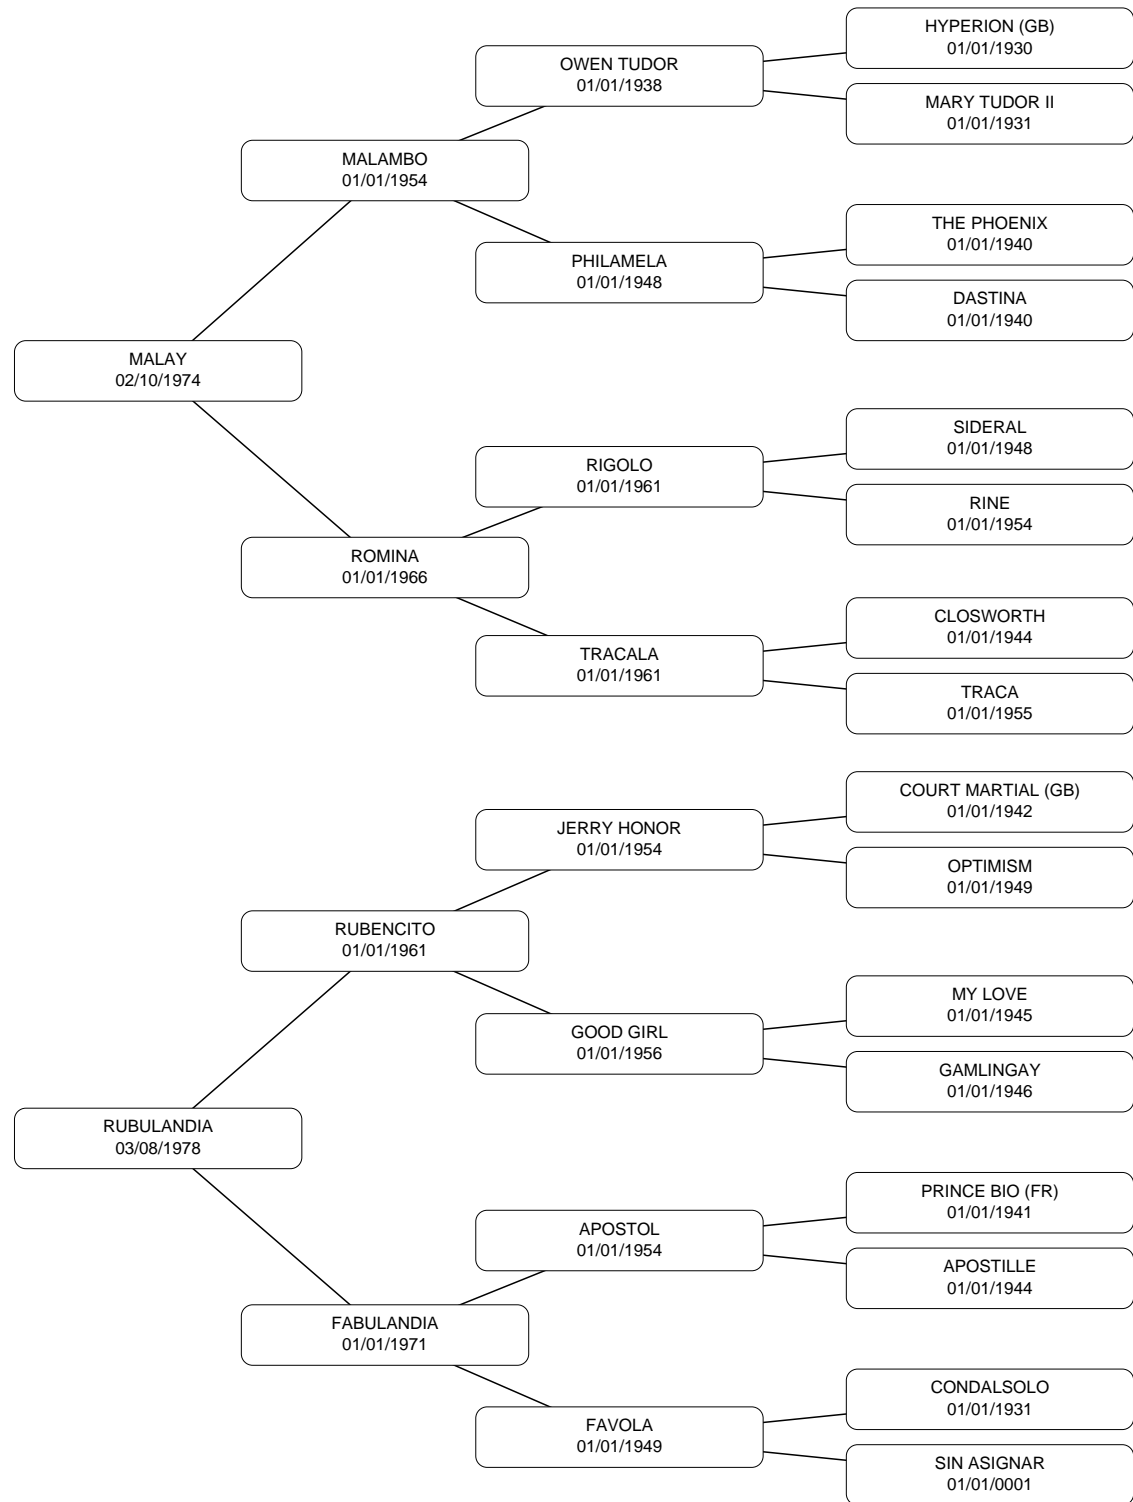 HYPERION (GB)
01/01/1930
OWEN TUDOR
01/01/1938
MARY TUDOR II
01/01/1931
MALAMBO
01/01/1954
THE PHOENIX
01/01/1940
PHILAMELA
01/01/1948
DASTINA
01/01/1940
MALAY
02/10/1974
SIDERAL
01/01/1948
RIGOLO
01/01/1961
RINE
01/01/1954
ROMINA
01/01/1966
CLOSWORTH
01/01/1944
TRACALA
01/01/1961
TRACA
01/01/1955
COURT MARTIAL (GB)
01/01/1942
JERRY HONOR
01/01/1954
OPTIMISM
01/01/1949
RUBENCITO
01/01/1961
MY LOVE
01/01/1945
GOOD GIRL
01/01/1956
GAMLINGAY
01/01/1946
RUBULANDIA
03/08/1978
PRINCE BIO (FR)
01/01/1941
APOSTOL
01/01/1954
APOSTILLE
01/01/1944
FABULANDIA
01/01/1971
CONDALSOLO
01/01/1931
FAVOLA
01/01/1949
SIN ASIGNAR
01/01/0001